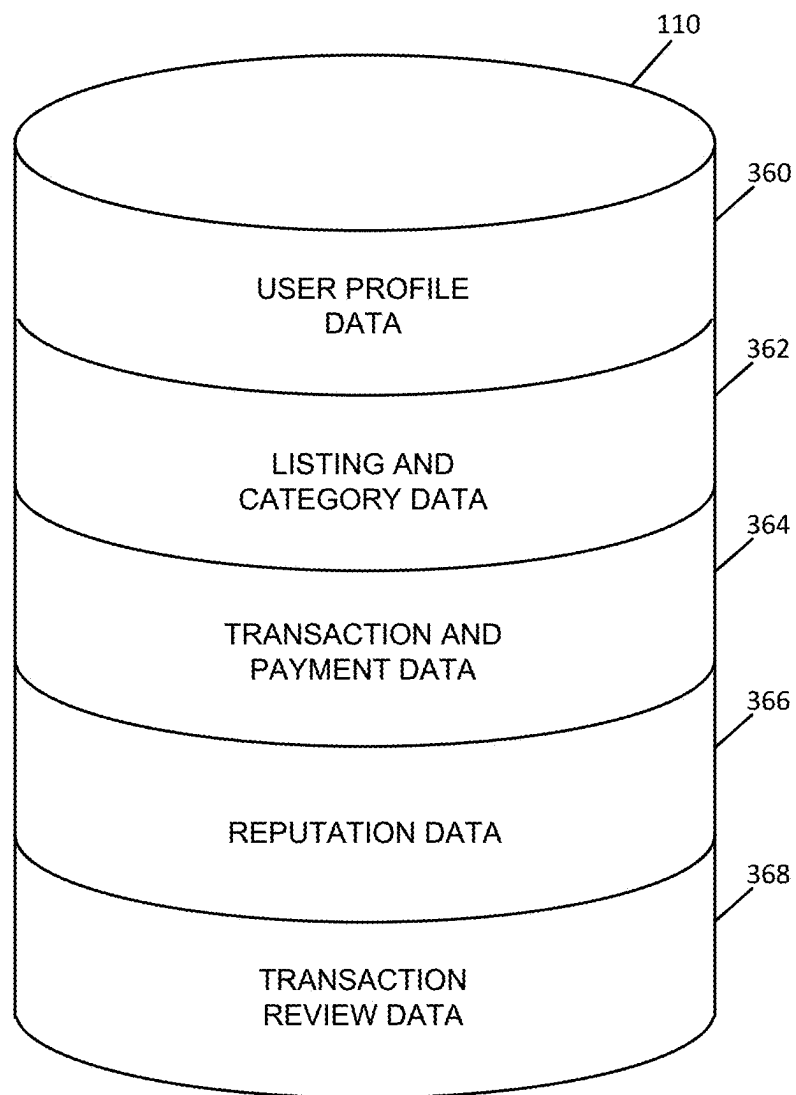 110
360
USER PROFILE
DATA
362
LISTING AND
CATEGORY DATA
364
TRANSACTION AND
PAYMENT DATA
366
REPUTATION DATA
368
TRANSACTION
REVIEW DATA